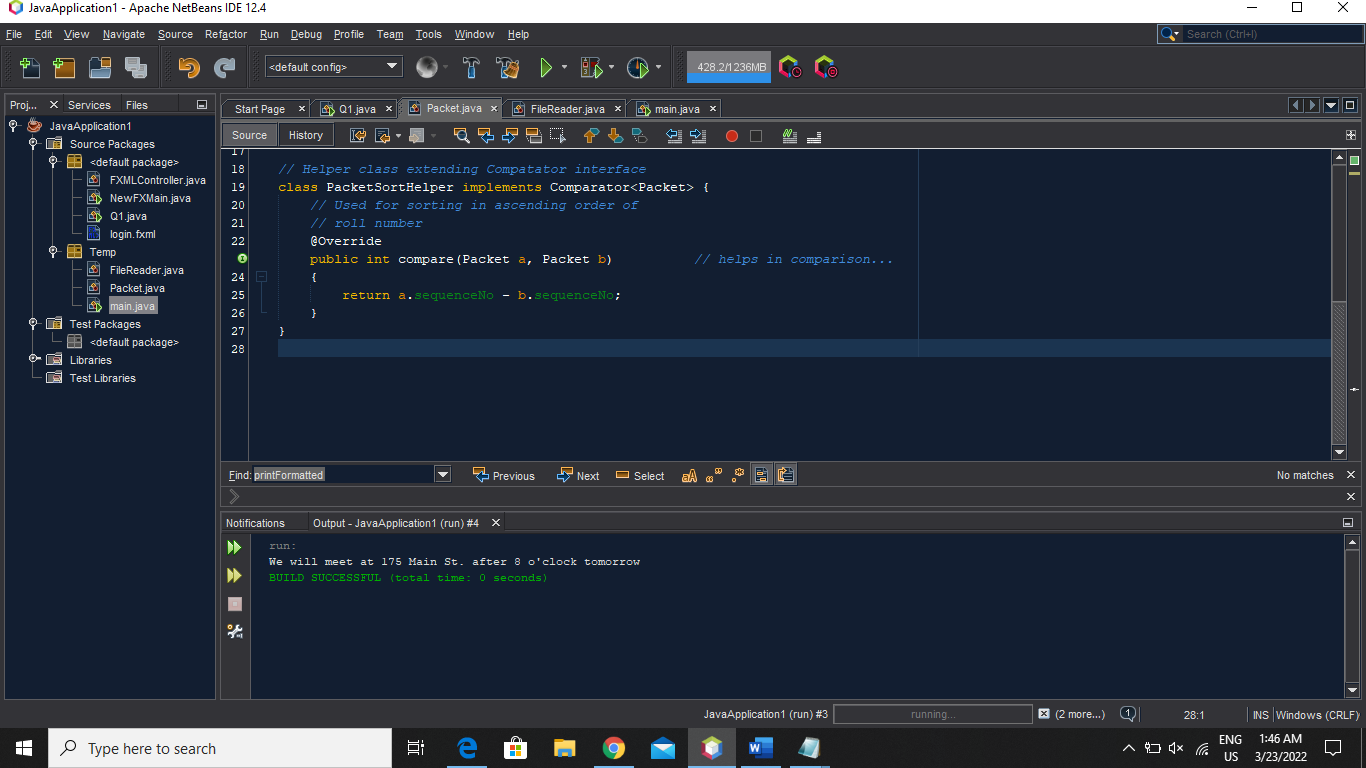 JavaApplication1 - Apache NetBeans IDE 12.4
File Edit View Navigate Source Refactor Run Debug Profile Team Tools Window Help
Search (Ctrl+I)
<default config>
428.2/1236MB
Proj... Services Files
JavaApplication1
Source Packages
<default package>
FXMLController.java
NewFXMain.java
Q1.java
login.fxml
Temp
FileReader.java
Packet.java
main.java
Test Packages
<default package>
Libraries
Test Libraries
Start Page Q1.java Packet.java FileReader.java main.java
Source History
17
18 // Helper class extending Compatator interface
19 class PacketSortHelper implements Comparator<Packet> {
20 // Used for sorting in ascending order of
21 // roll number
22 @Override
public int compare(Packet a, Packet b) // helps in comparison...
24 {
25 return a.sequenceNo - b.sequenceNo;
26 }
27 }
28
Find: printFormatted Previous Next Select No matches
Notifications Output - JavaApplication1 (run) #4
run:
We will meet at 175 Main St. after 8 o'clock tomorrow
BUILD SUCCESSFUL (total time: 0 seconds)
JavaApplication1 (run) #3 running... (2 more...) 1 28:1 INS Windows (CRLF)
Type here to search
ENG
US
1:46 AM
3/23/2022